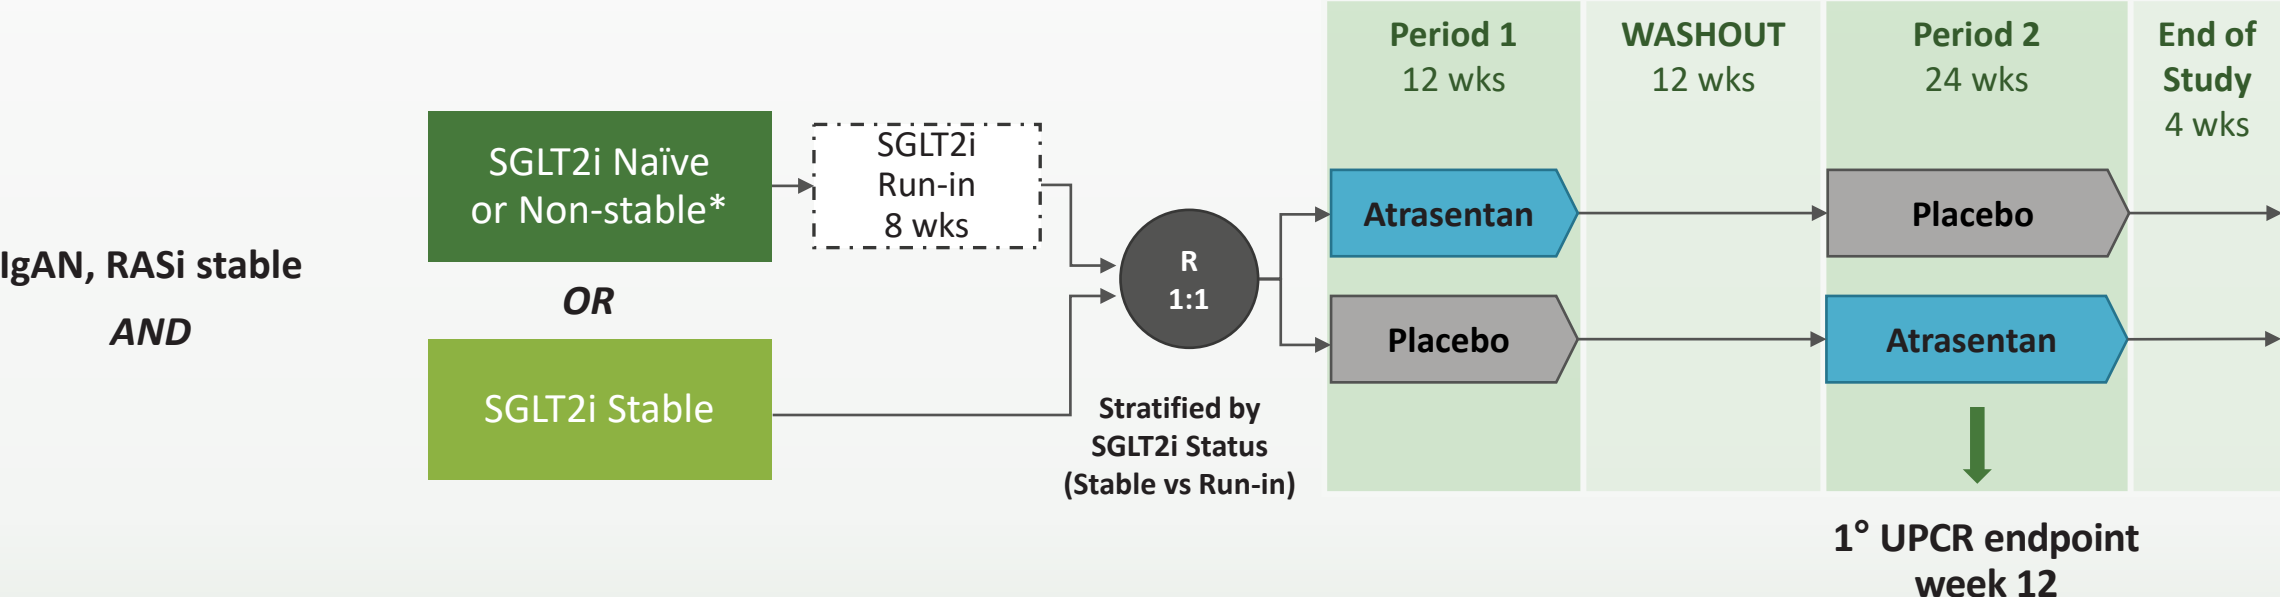 IgAN, RASi stable
AND
SGLT2i Naïve
or Non-stable*
OR
SGLT2i Stable
SGLT2i
Run-in
8 wks
R
1:1
Stratified by
SGLT2i Status
(Stable vs Run-in)
Period 1
12 wks
WASHOUT
12 wks
Period 2
24 wks
End of
Study
4 wks
Atrasentan
Placebo
Placebo
Atrasentan
1° UPCR endpoint
week 12